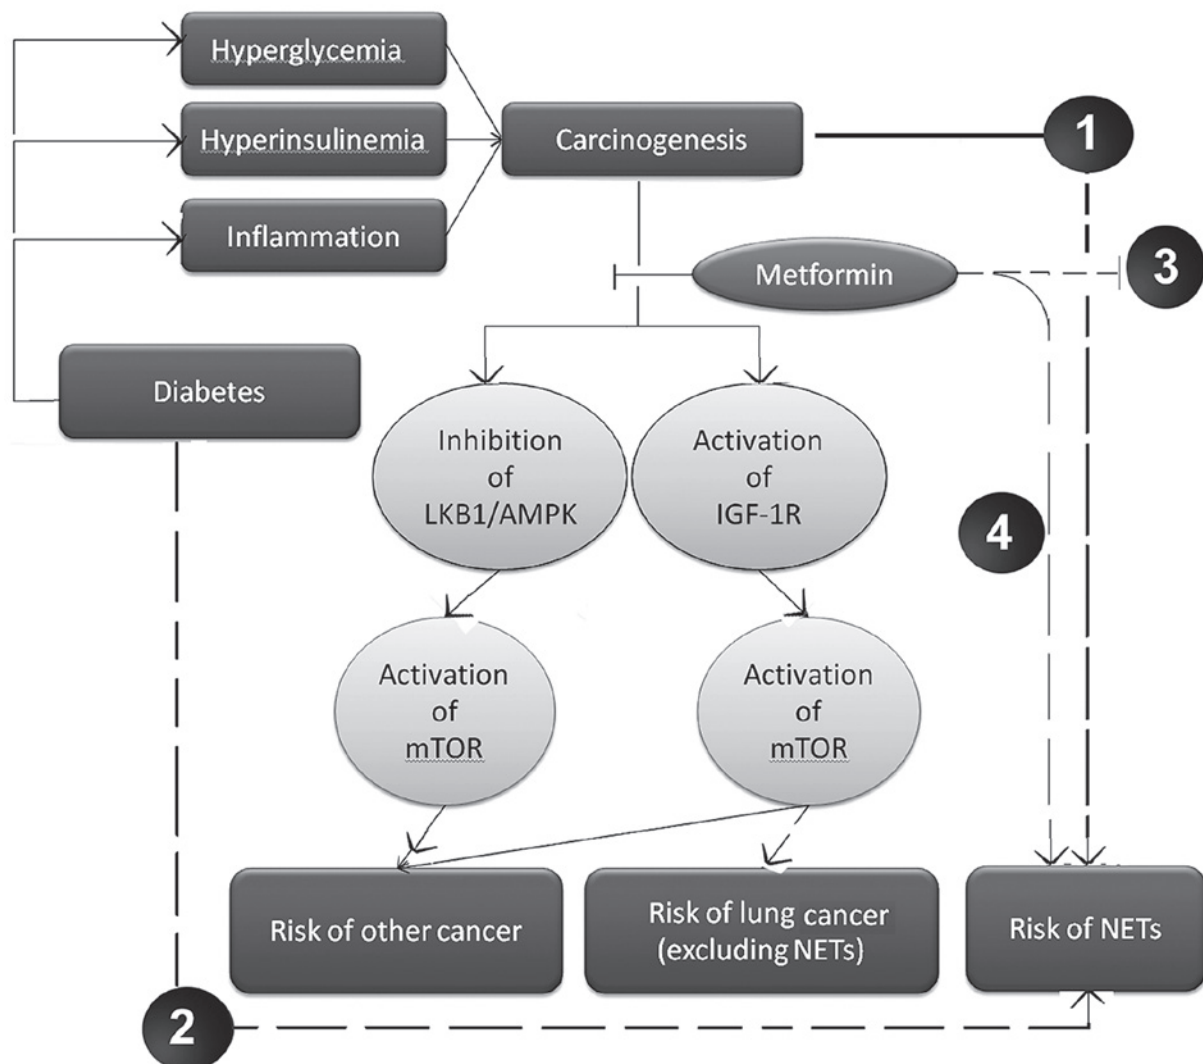 Hyperglycemia
Hyperinsulinemia
Inflammation
Carcinogenesis
1
Metformin
3
Diabetes
Inhibition
of
LKB1/AMPK
Activation
of
IGF-1R
4
Activation
of
mTOR
Activation
of
mTOR
Risk of other cancer
Risk of lung cancer
(excluding NETs)
Risk of NETs
2